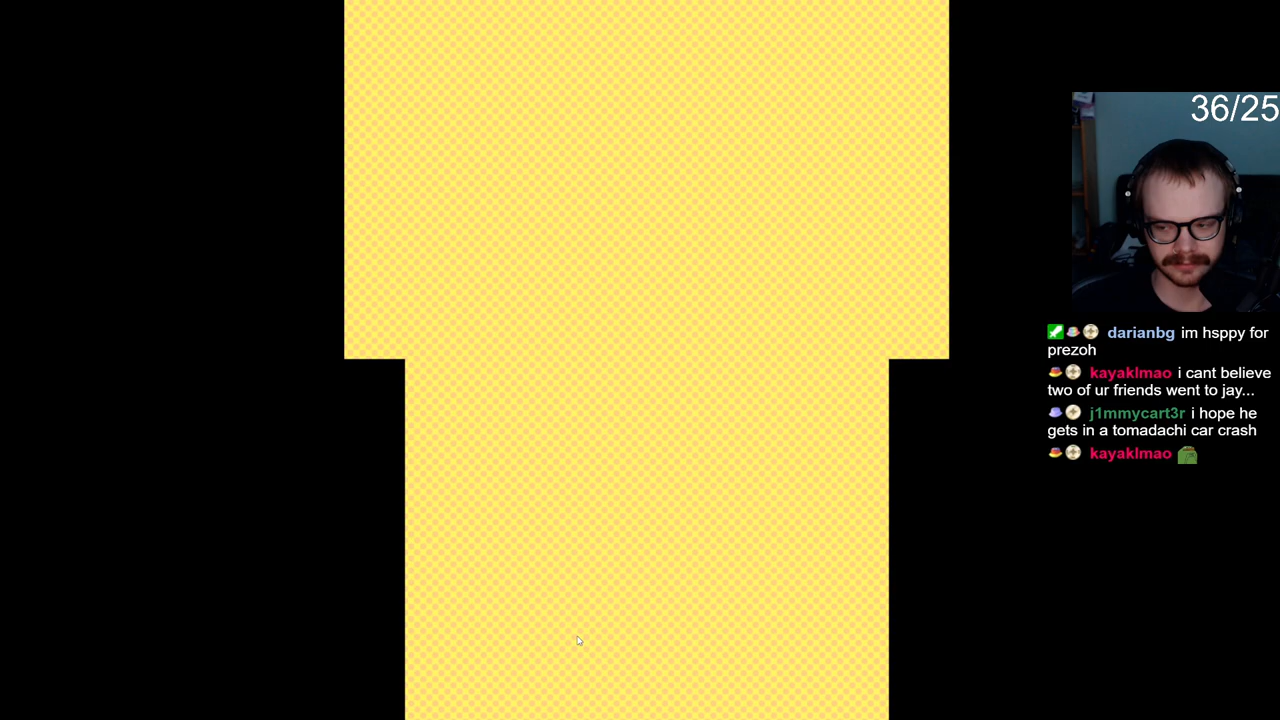 36/25
darianbg im hsppy for
prezoh
kayaklmao i cant believe
two of ur friends went to jay...
j1mmycart3r i hope he
gets in a tomadachi car crash
kayaklmao